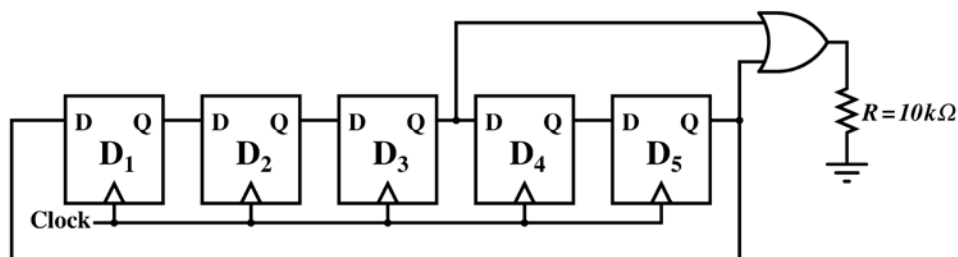 D Q D Q D Q D Q D Q R = 10kΩ
D1 D2 D3 D4 D5
Clock